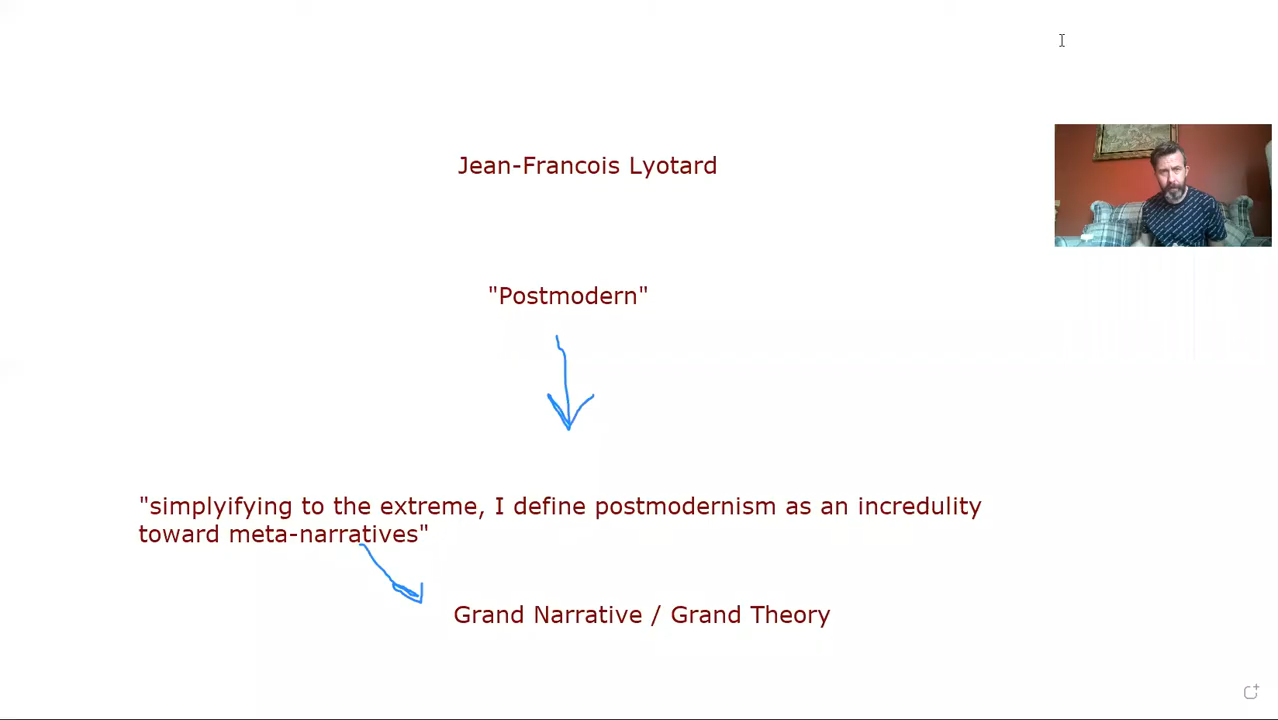 Jean-Francois Lyotard
"Postmodern"
"simplyifying to the extreme, I define postmodernism as an incredulity
toward meta-narratives"
Grand Narrative / Grand Theory